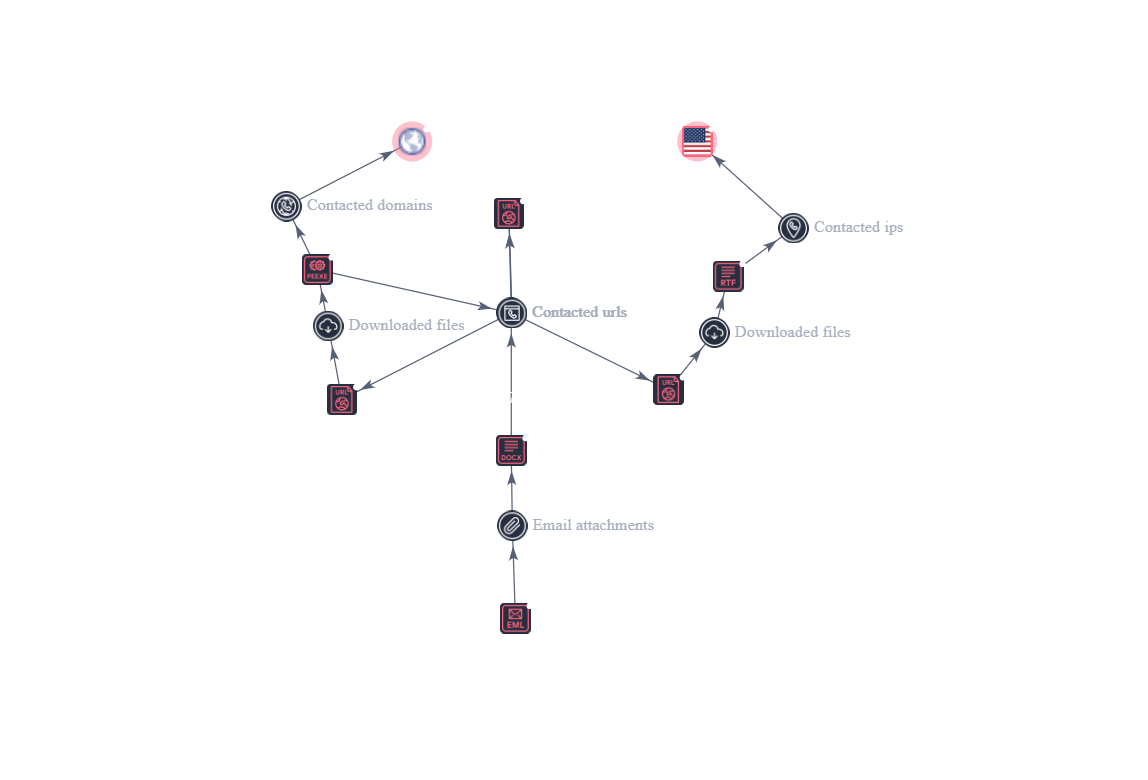 Contacted domains
URL
Contacted ips
PEEXE
RTF
Contacted urls
Downloaded files
Downloaded files
URL
URL
DOCX
Email attachments
EML